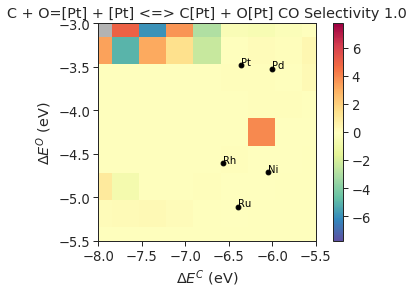 C + O=[Pt] + [Pt] <=> C[Pt] + O[Pt] CO Selectivity 1.0
−3.0
−3.5
−4.0
−4.5
−5.0
−5.5
ΔE^O (eV)
Pt
Pd
Rh
Ni
Ru
−8.0 −7.5 −7.0 −6.5 −6.0 −5.5
ΔE^C (eV)
6
4
2
0
−2
−4
−6